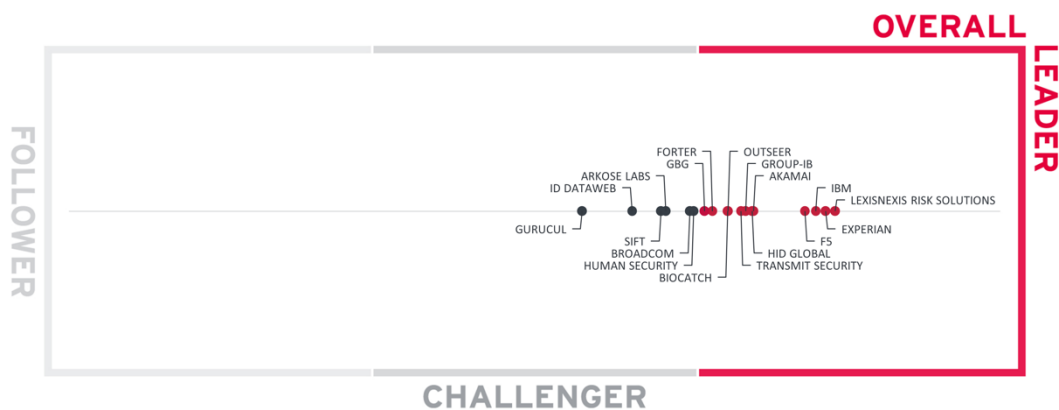 OVERALL
LEADER
FOLLOWER
FORTER
OUTSEER
GBG
GROUP-IB
ARKOSE LABS
AKAMAI
ID DATAWEB
IBM
LEXISNEXIS RISK SOLUTIONS
GURUCUL
EXPERIAN
SIFT
F5
BROADCOM
HID GLOBAL
HUMAN SECURITY
TRANSMIT SECURITY
BIOCATCH
CHALLENGER